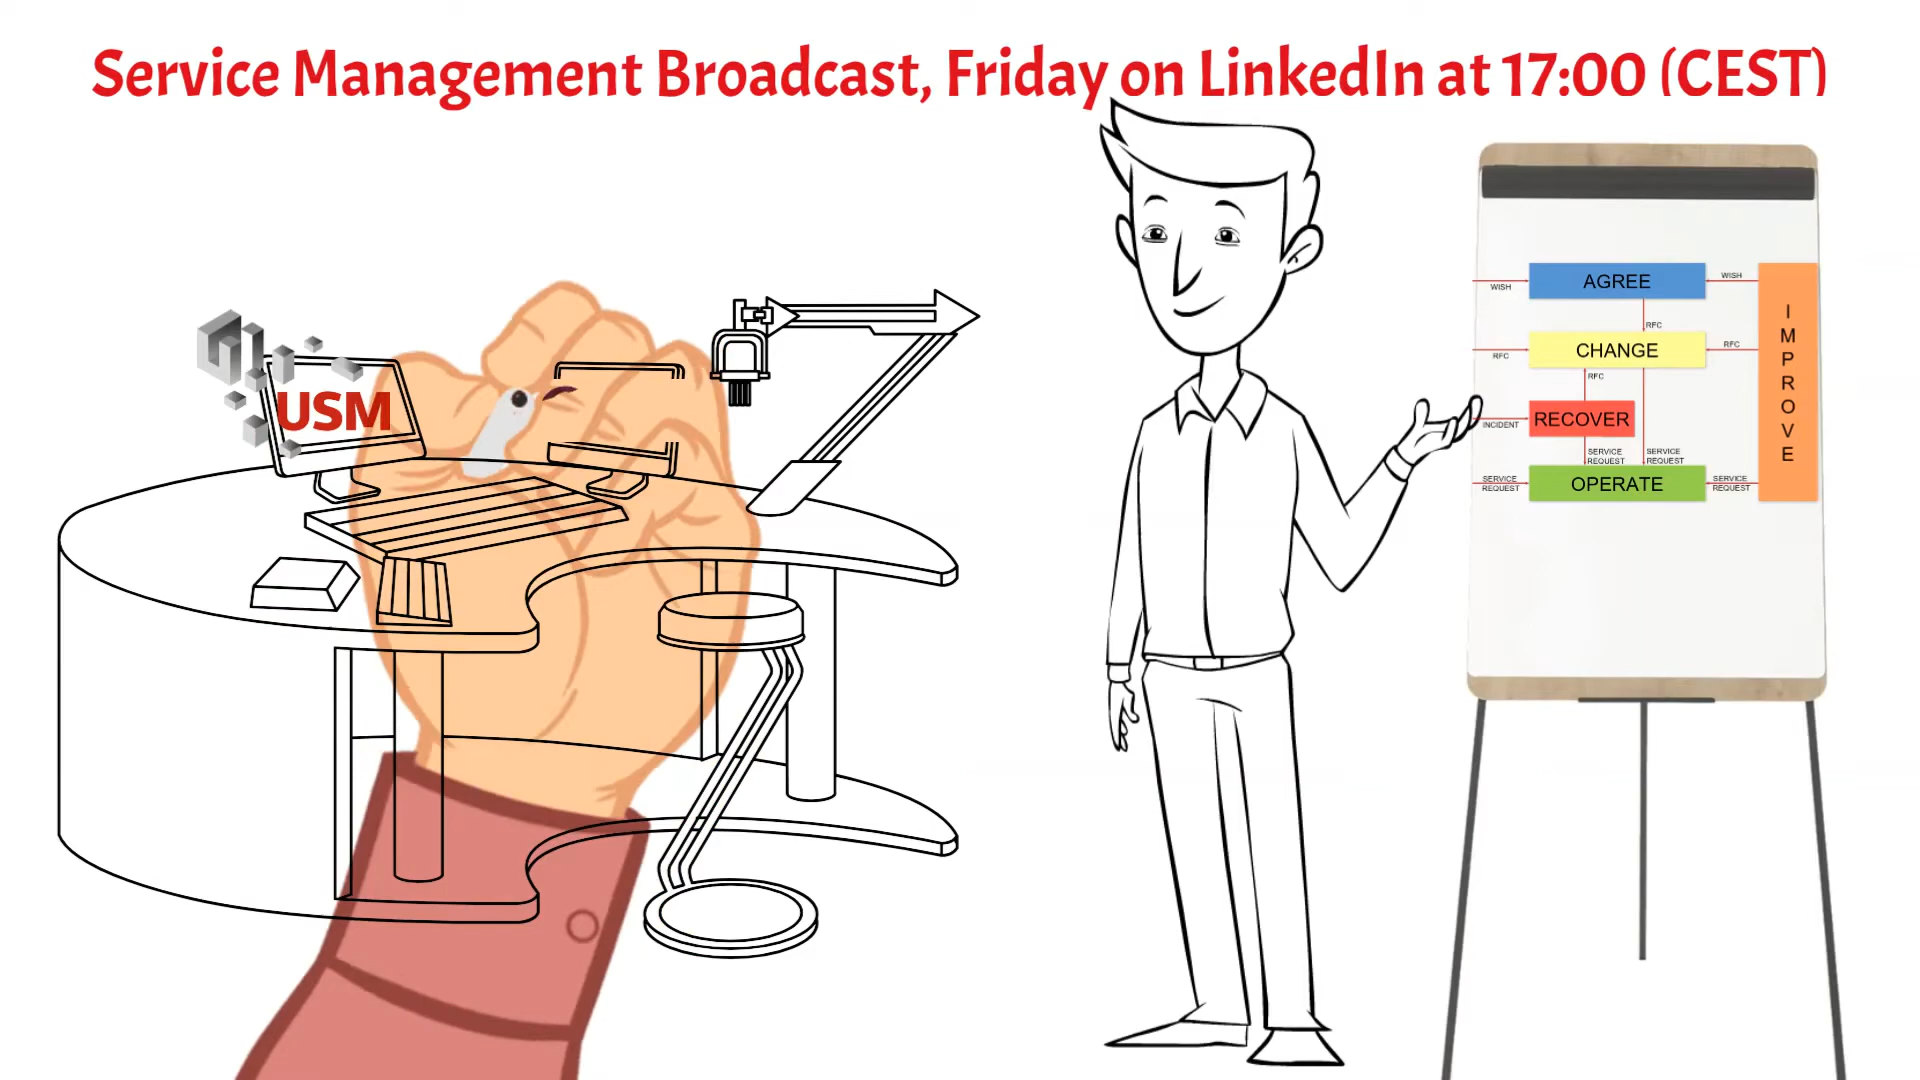 Service Management Broadcast, Friday on LinkedIn at 17:00 (CEST)
USM
AGREE
WISH
WISH
RFC
CHANGE
RFC
RFC
RFC
RECOVER
INCIDENT
SERVICE
REQUEST
SERVICE
REQUEST
OPERATE
SERVICE
REQUEST
SERVICE
REQUEST
I
M
P
R
O
V
E